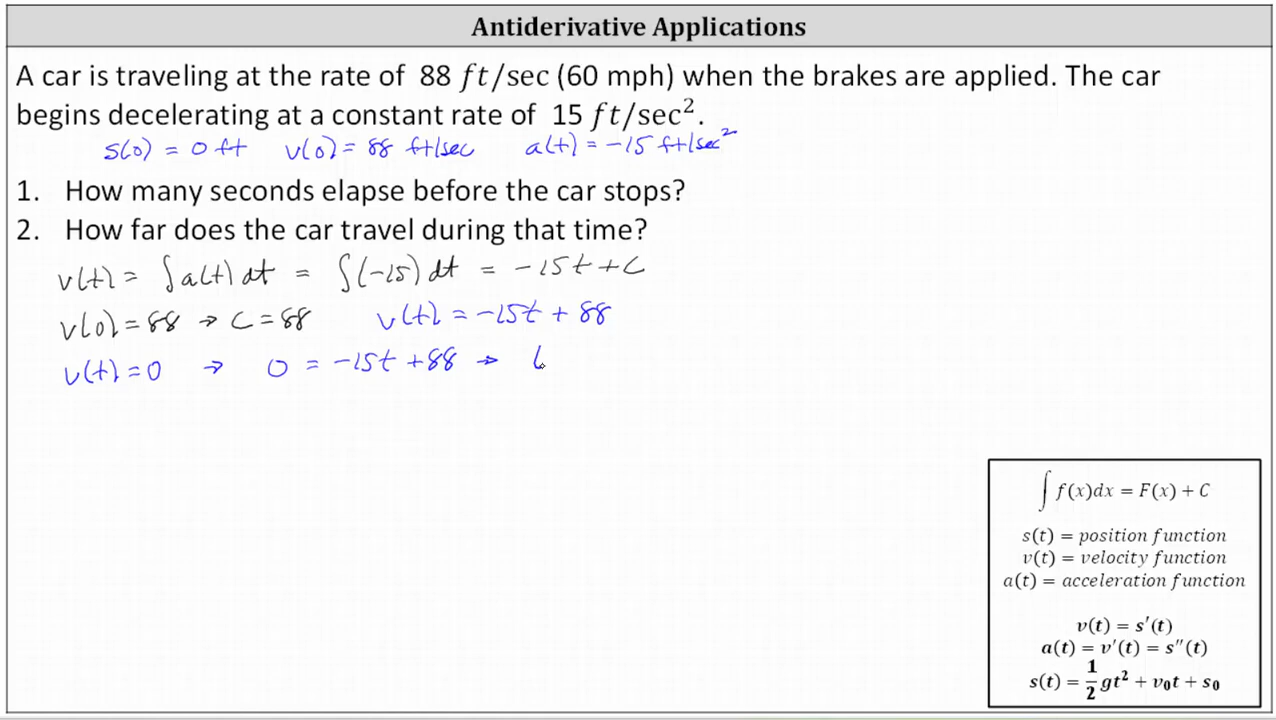 Antiderivative Applications
A car is traveling at the rate of 88 ft/sec (60 mph) when the brakes are applied. The car
begins decelerating at a constant rate of 15 ft/sec².
s(0) = 0 ft v(0) = 88 ft/sec a(t) = -15 ft/sec²
1. How many seconds elapse before the car stops?
2. How far does the car travel during that time?
v(t) = ∫a(t) dt = ∫(-15) dt = -15t + C
v(0) = 88 → C = 88 v(t) = -15t + 88
v(t) = 0 → 0 = -15t + 88 →
∫f(x)dx = F(x) + C
s(t) = position function
v(t) = velocity function
a(t) = acceleration function
v(t) = s′(t)
a(t) = v′(t) = s″(t)
s(t) = 1/2 gt² + v₀t + s₀